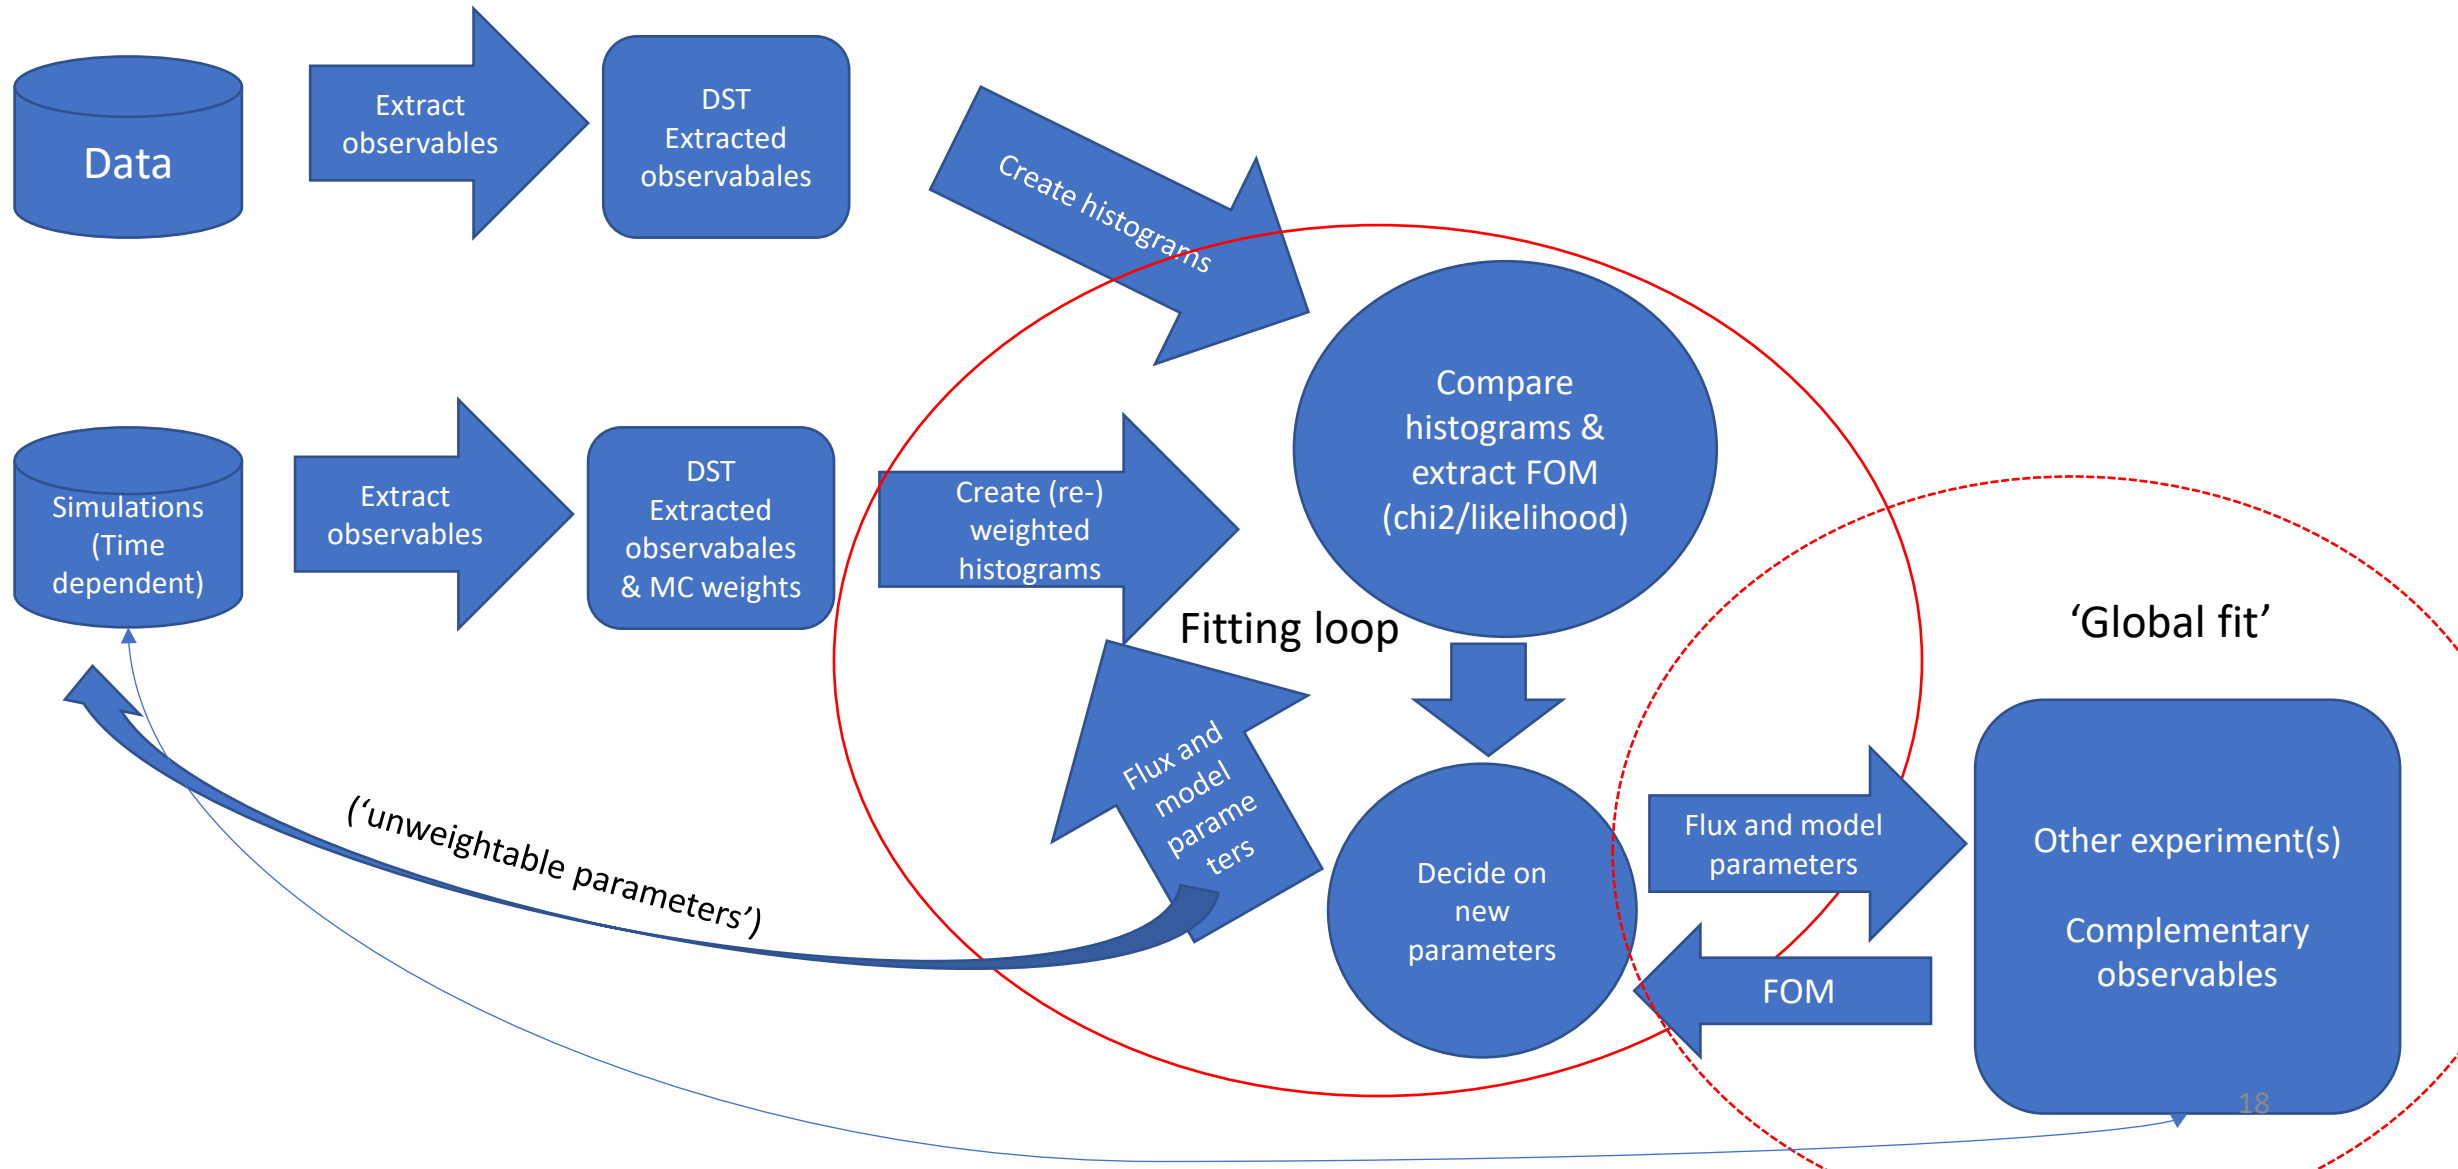 Data
Extract
observables
DST
Extracted
observabales
Create histograms
Simulations
(Time
dependent)
Extract
observables
DST
Extracted
observabales
& MC weights
Create (re-)
weighted
histograms
Compare
histograms &
extract FOM
(chi2/likelihood)
Fitting loop
Flux and
model
parame
ters
('unweightable parameters')
Decide on
new
parameters
‘Global fit’
Flux and model
parameters
FOM
Other experiment(s)
Complementary
observables
18